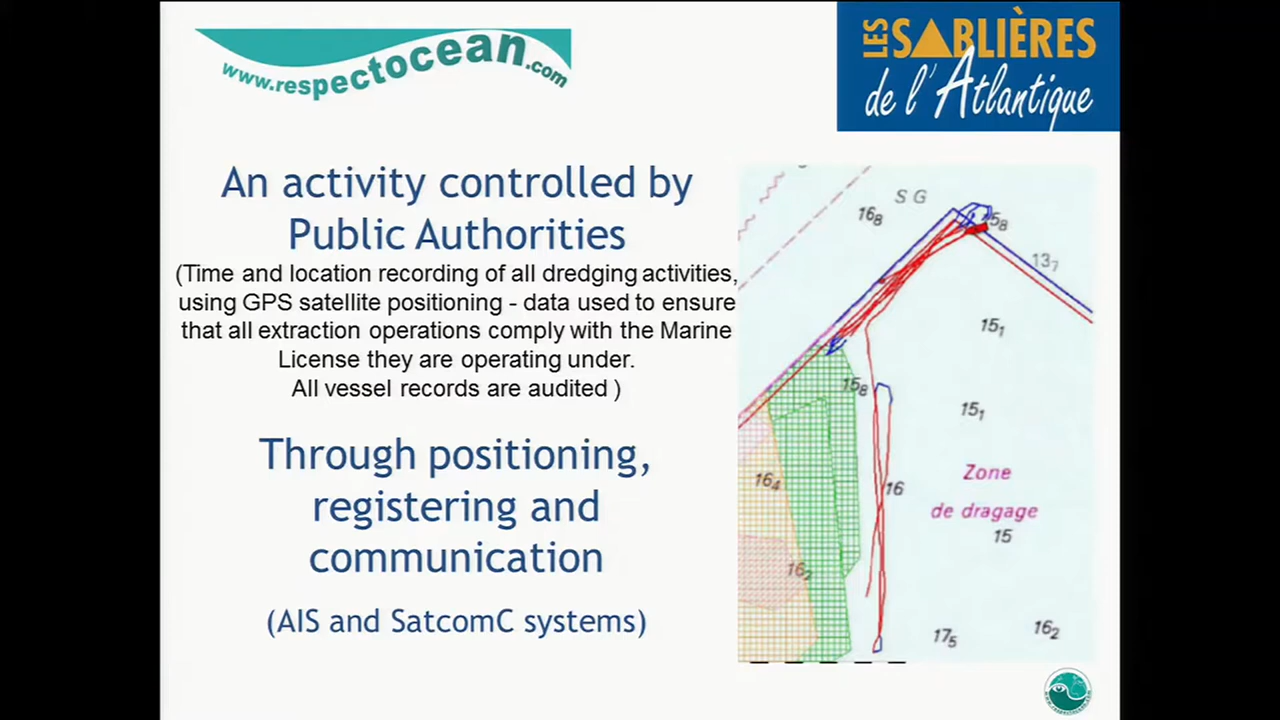 www.respectocean.com
LES SABLIÈRES
de l'Atlantique
An activity controlled by
Public Authorities
(Time and location recording of all dredging activities,
using GPS satellite positioning - data used to ensure
that all extraction operations comply with the Marine
License they are operating under.
All vessel records are audited )
Through positioning,
registering and
communication
(AIS and SatcomC systems)
S G
16₈
13₇
15₁
15₈
15₁
Zone
16₄
16
de dragage
15
16₂
17₅
16₂